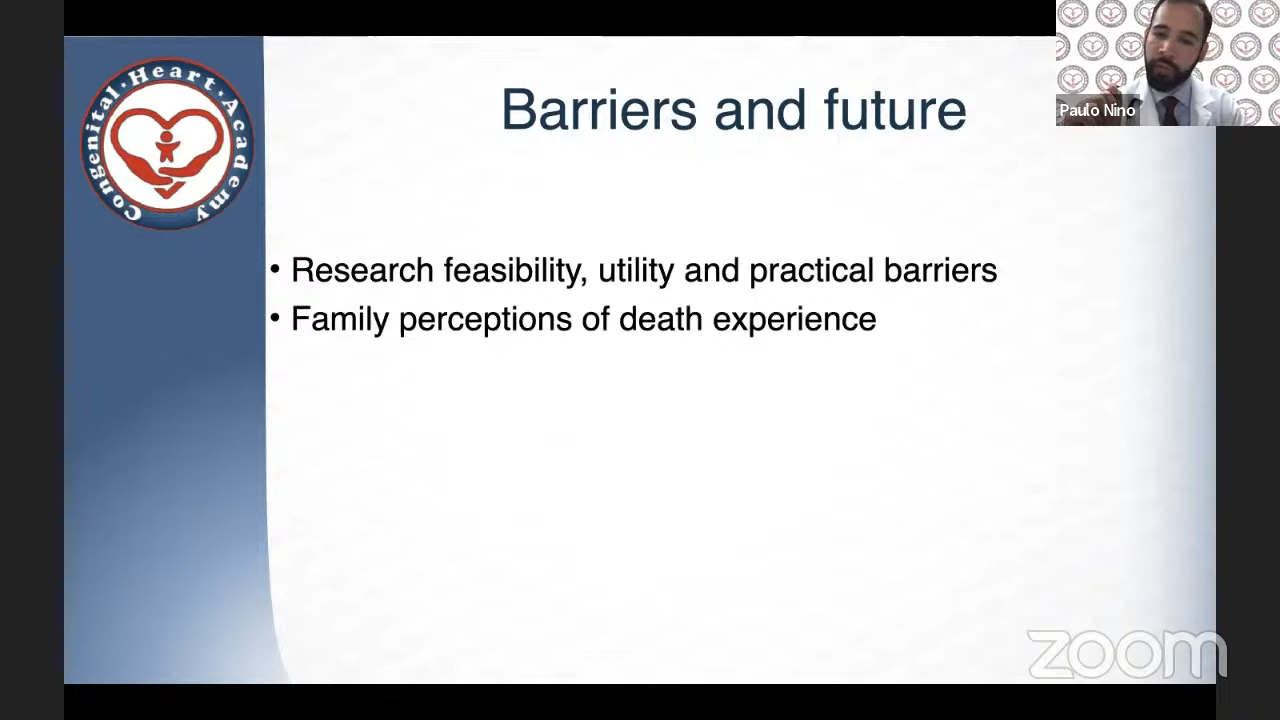 Congenital · Heart · Academy
Barriers and future
Paulo Nino
• Research feasibility, utility and practical barriers
• Family perceptions of death experience
zoom